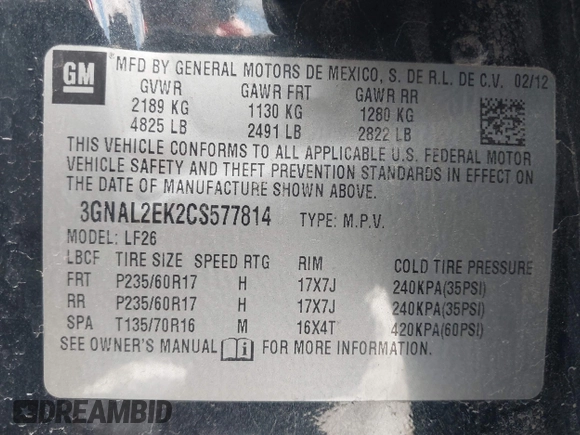 GM
MFD BY GENERAL MOTORS DE MEXICO, S. DE R.L. DE C.V. 02/12
GVWR GAWR FRT GAWR RR
2189 KG 1130 KG 1280 KG
4825 LB 2491 LB 2822 LB
THIS VEHICLE CONFORMS TO ALL APPLICABLE U.S. FEDERAL MOTOR
VEHICLE SAFETY AND THEFT PREVENTION STANDARDS IN EFFECT ON
THE DATE OF MANUFACTURE SHOWN ABOVE.
3GNAL2EK2CS577814 TYPE: M.P.V.
MODEL: LF26
LBCF TIRE SIZE SPEED RTG RIM COLD TIRE PRESSURE
FRT P235/60R17 H 17X7J 240KPA(35PSI)
RR P235/60R17 H 17X7J 240KPA(35PSI)
SPA T135/70R16 M 16X4T 420KPA(60PSI)
SEE OWNER'S MANUAL i FOR MORE INFORMATION.
DREAMBID